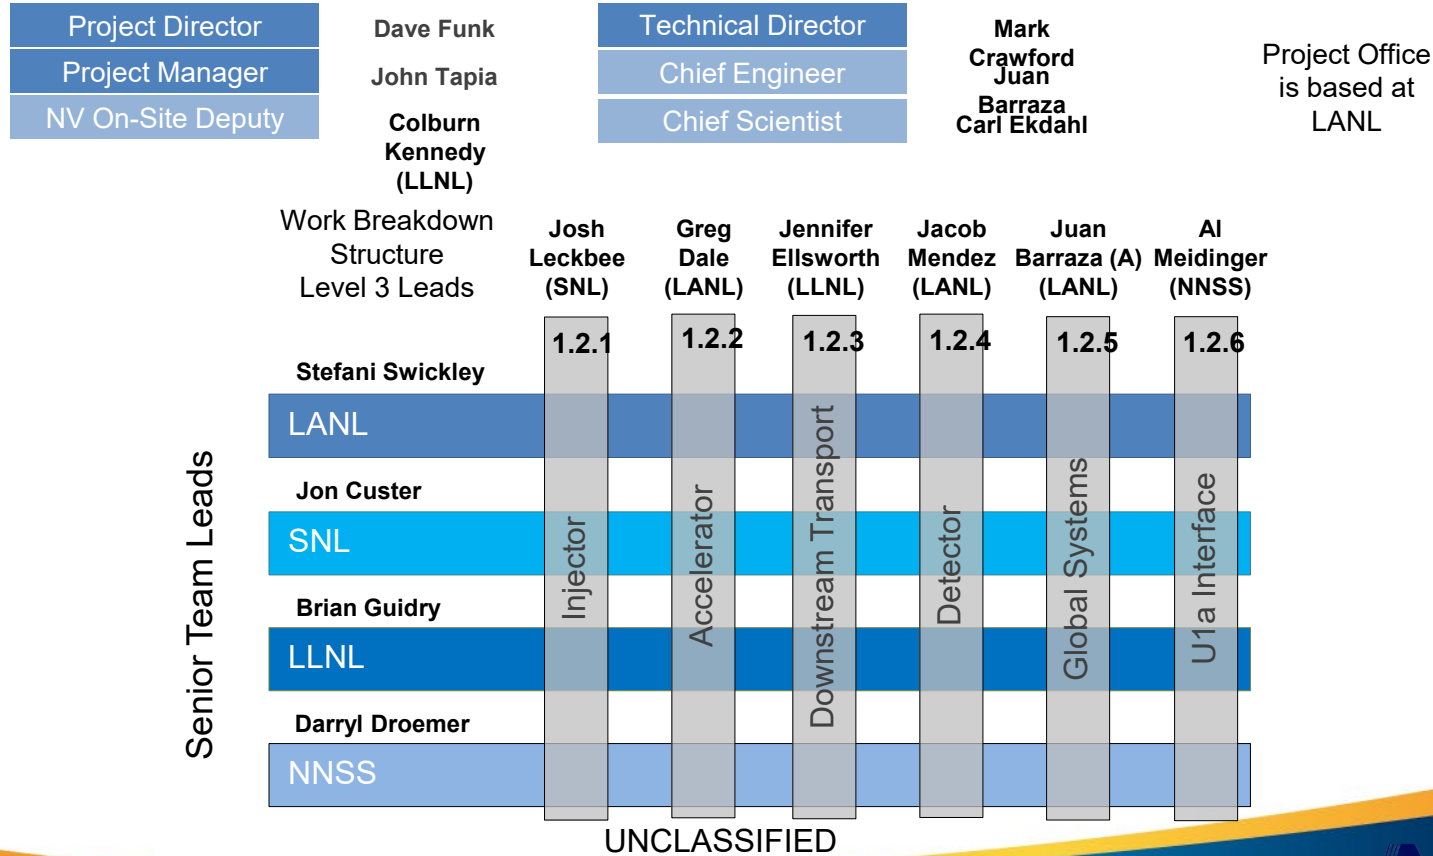 Project Director
Dave Funk
Technical Director
Mark
Crawford
Project Manager
John Tapia
Chief Engineer
Juan
Barraza
NV On-Site Deputy
Colburn
Kennedy
(LLNL)
Chief Scientist
Carl Ekdahl
Project Office
is based at
LANL
Work Breakdown
Structure
Level 3 Leads
Josh
Leckbee
(SNL)
Greg
Dale
(LANL)
Jennifer
Ellsworth
(LLNL)
Jacob
Mendez
(LANL)
Juan
Barraza (A)
(LANL)
Al
Meidinger
(NNSS)
1.2.1
1.2.2
1.2.3
1.2.4
1.2.5
1.2.6
Senior Team Leads
Stefani Swickley
LANL
Jon Custer
SNL
Brian Guidry
LLNL
Darryl Droemer
NNSS
Injector
Accelerator
Downstream Transport
Detector
Global Systems
U1a Interface
UNCLASSIFIED